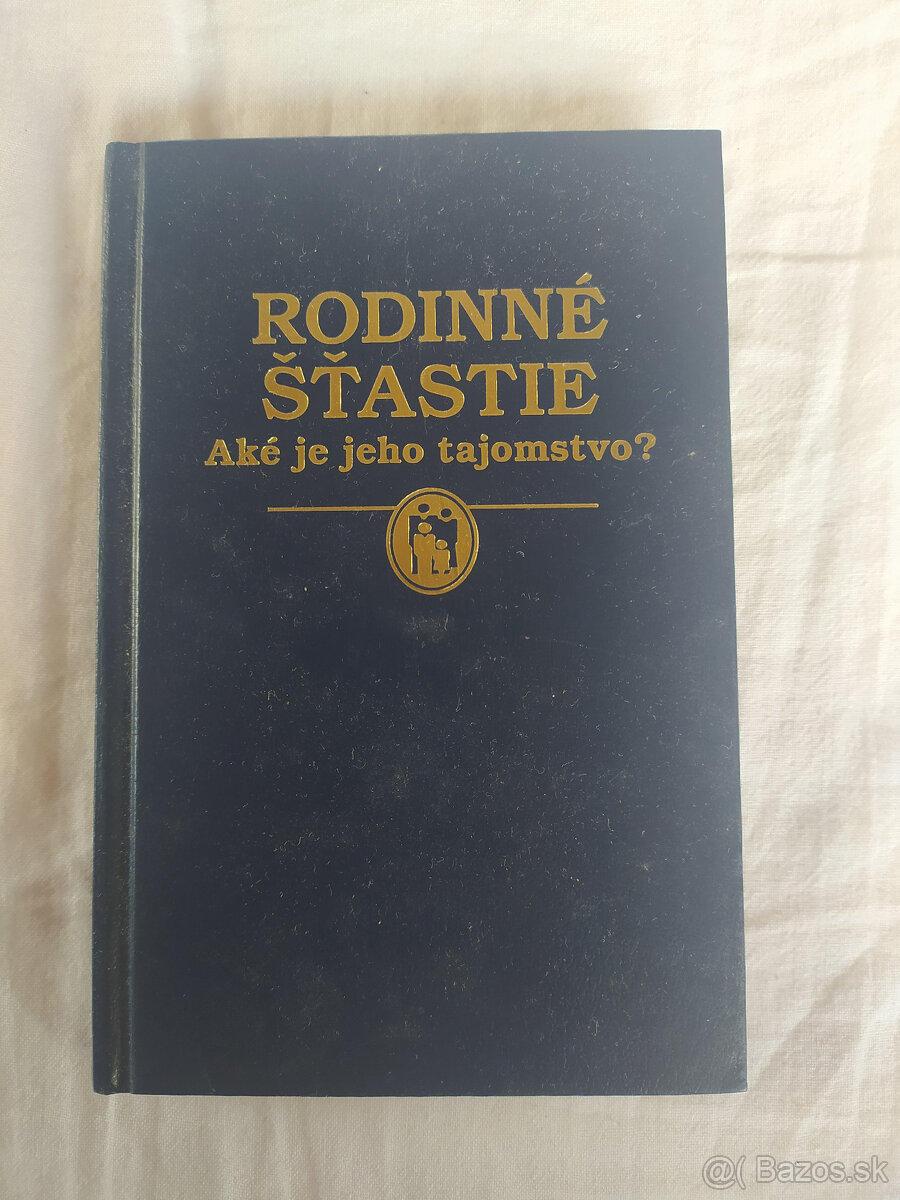 RODINNÉ
ŠŤASTIE
Aké je jeho tajomstvo?
@( Bazos.sk